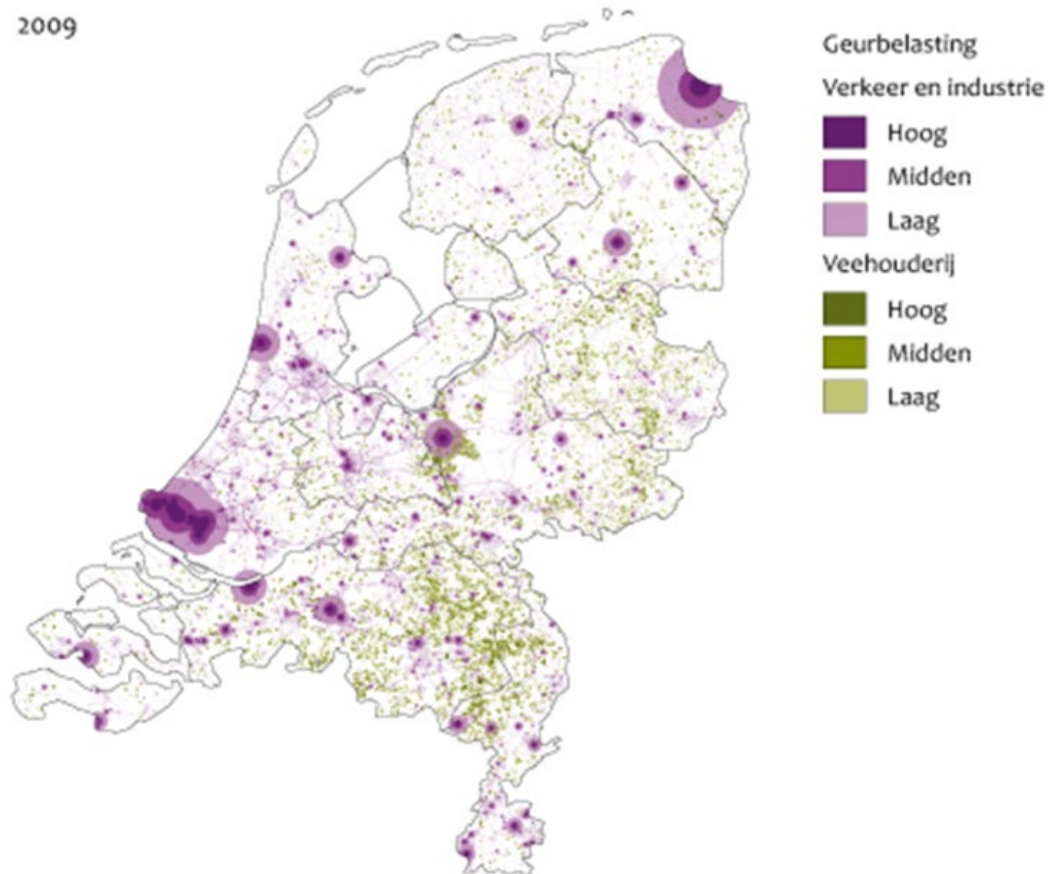 2009
Geurbelasting
Verkeer en industrie
Hoog
Midden
Laag
Veehouderij
Hoog
Midden
Laag